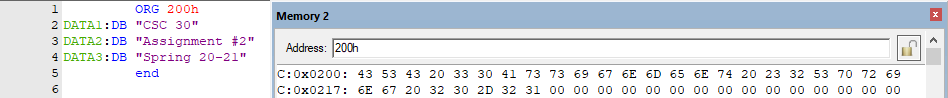 1 ORG 200h
2 DATA1:DB "CSC 30"
3 DATA2:DB "Assignment #2"
4 DATA3:DB "Spring 20-21"
5 end
6
Memory 2
Address: 200h
C:0x0200: 43 53 43 20 33 30 41 73 73 69 67 6E 6D 65 6E 74 20 23 32 53 70 72 69
C:0x0217: 6E 67 20 32 30 2D 32 31 00 00 00 00 00 00 00 00 00 00 00 00 00 00 00